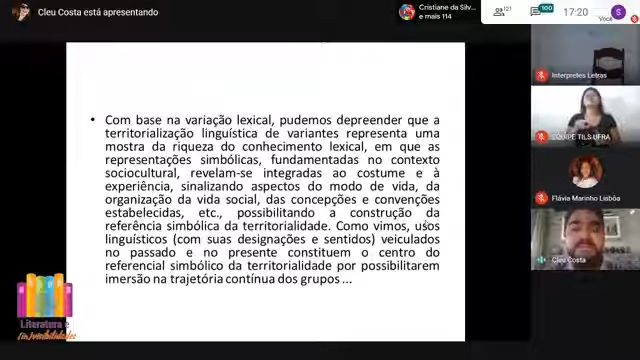 Cleu Costa está apresentando
Cristiane da Silv...
e mais 114
121
100
17:20
S
Você
• Com base na variação lexical, pudemos depreender que a
territorialização linguística de variantes representa uma
mostra da riqueza do conhecimento lexical, em que as
representações simbólicas, fundamentadas no contexto
sociocultural, revelam-se integradas ao costume e à
experiência, sinalizando aspectos do modo de vida, da
organização da vida social, das concepções e convenções
estabelecidas, etc., possibilitando a construção da
referência simbólica da territorialidade. Como vimos, usos
linguísticos (com suas designações e sentidos) veiculados
no passado e no presente constituem o centro do
referencial simbólico da territorialidade por possibilitarem
imersão na trajetória contínua dos grupos ...
Interpretes Letras
EQUIPE TILS UFRA
Flávia Marinho Lisbôa
Cleu Costa
Literatura e
(in)visibilidades